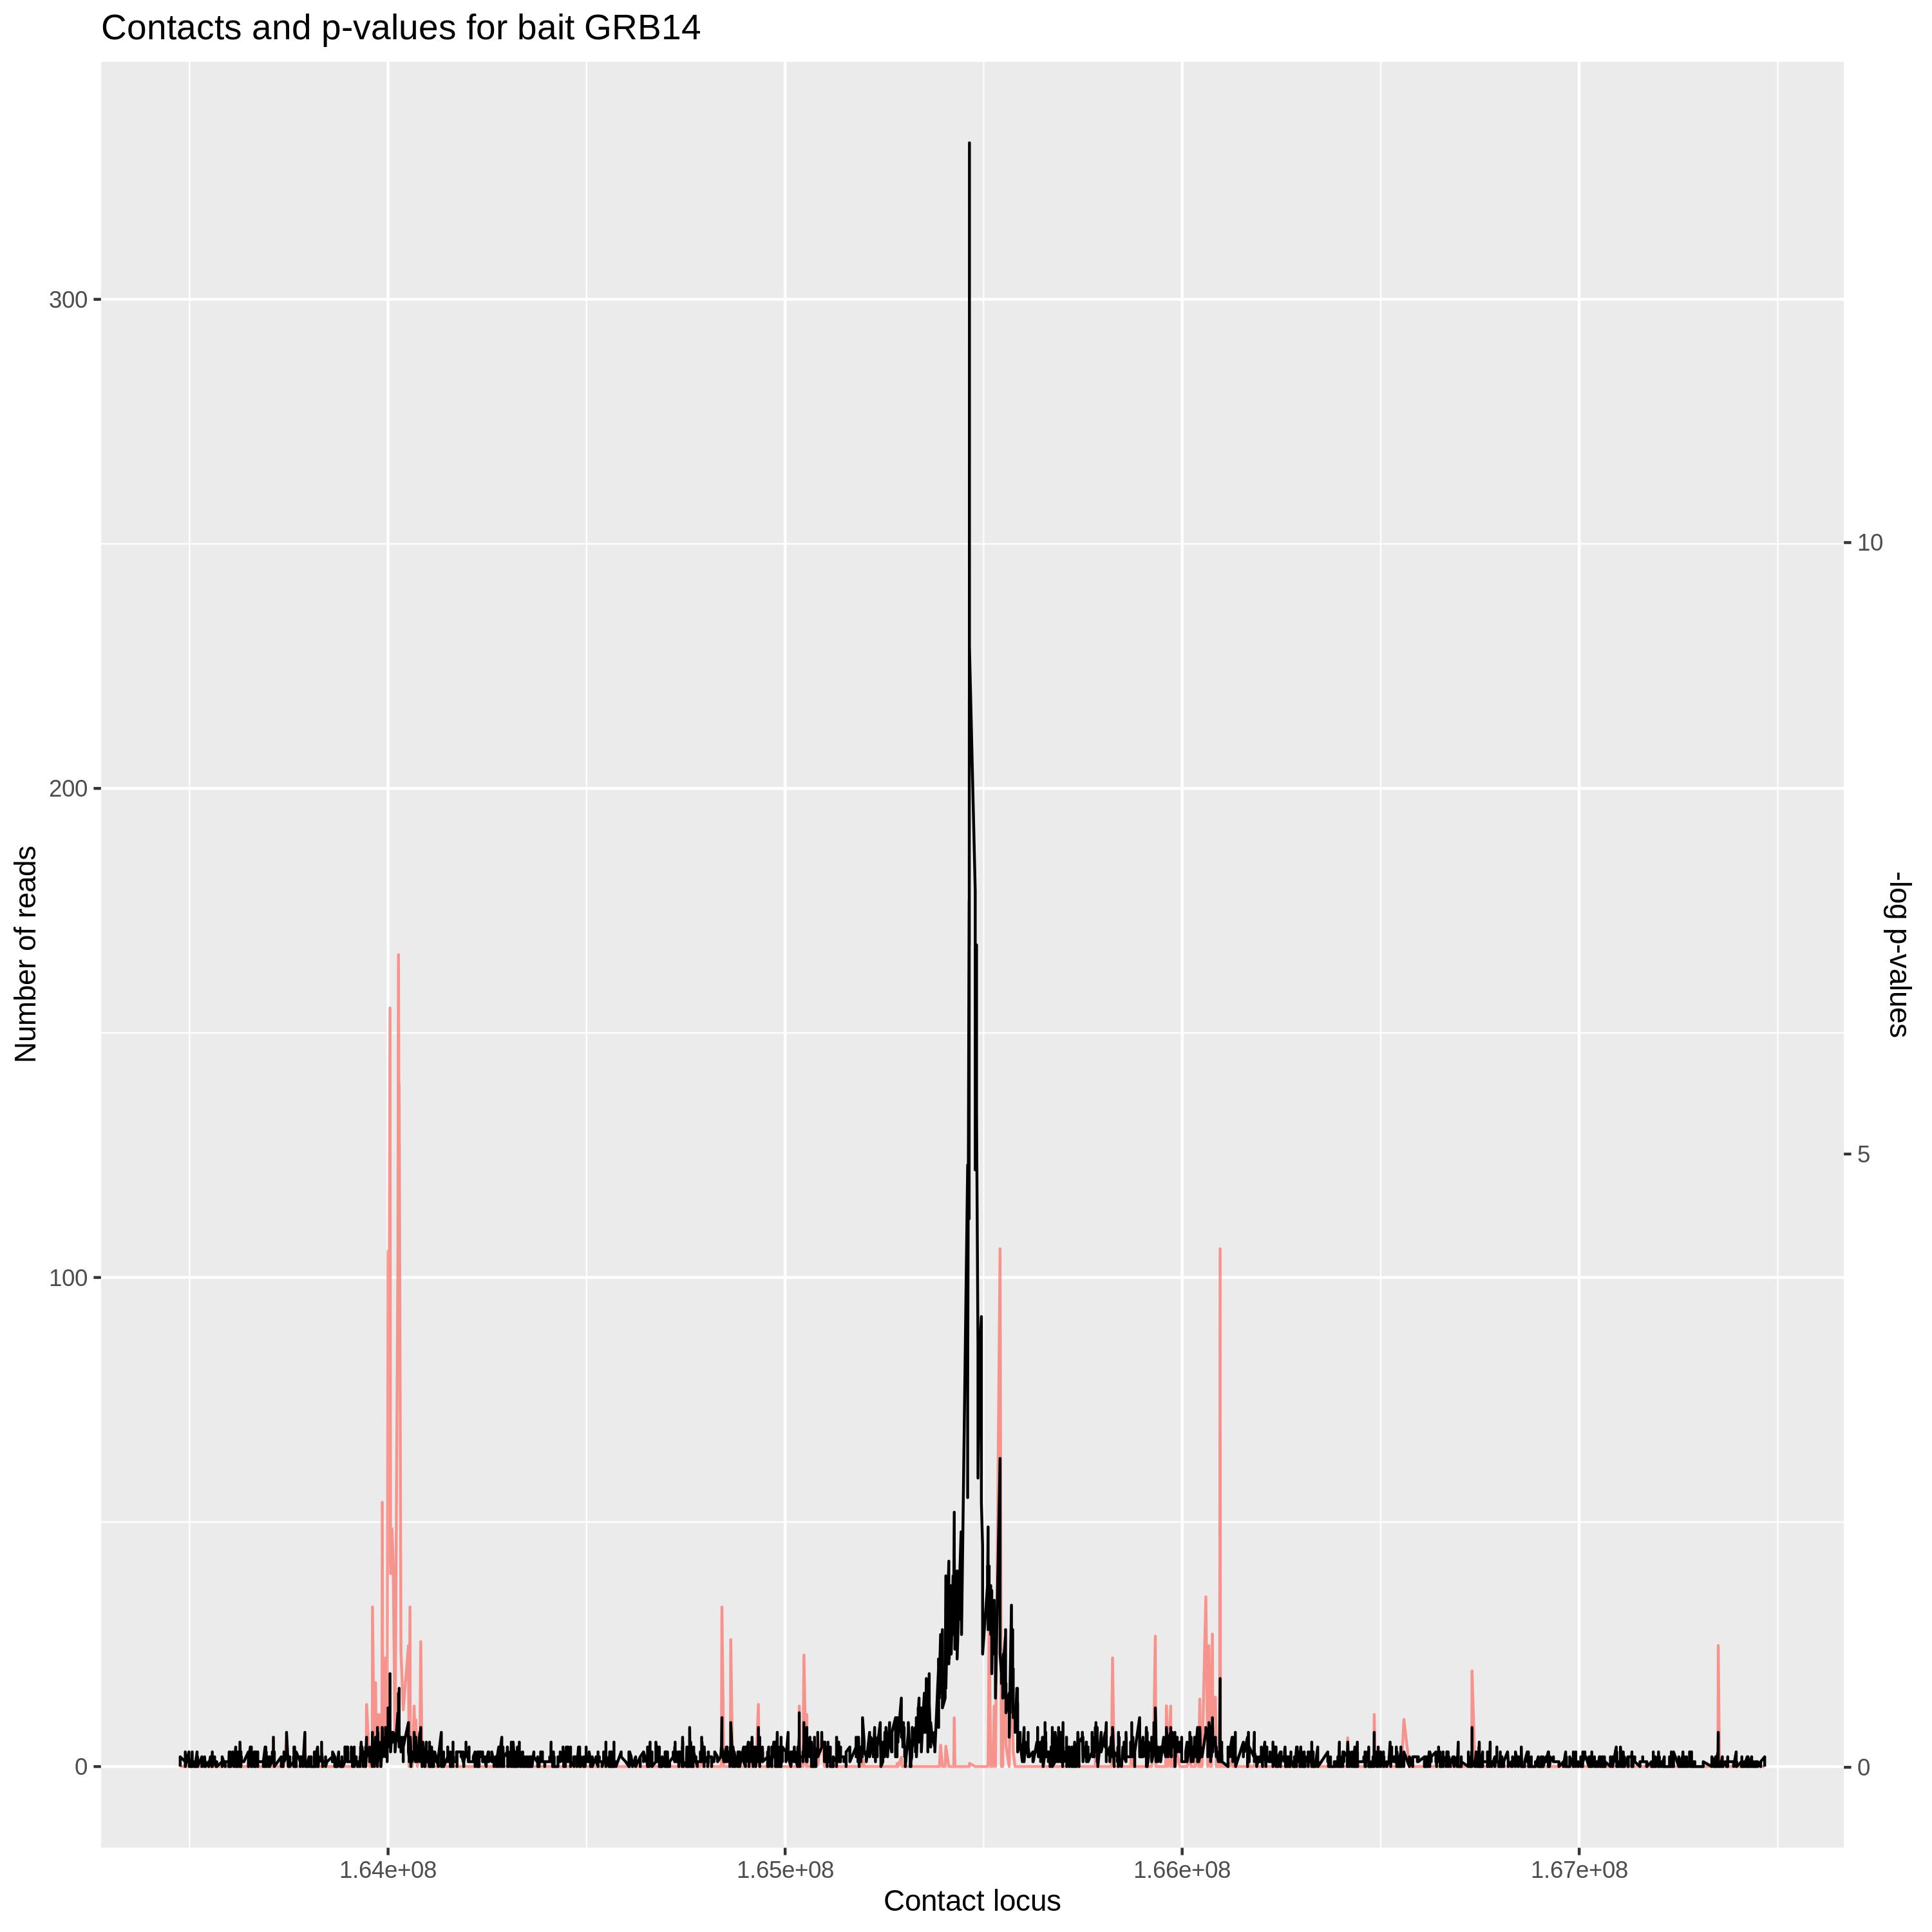 Contacts and p-values for bait GRB14
300
200
100
0
Number of reads
10
5
0
-log p-values
1.64e+08
1.65e+08
1.66e+08
1.67e+08
Contact locus